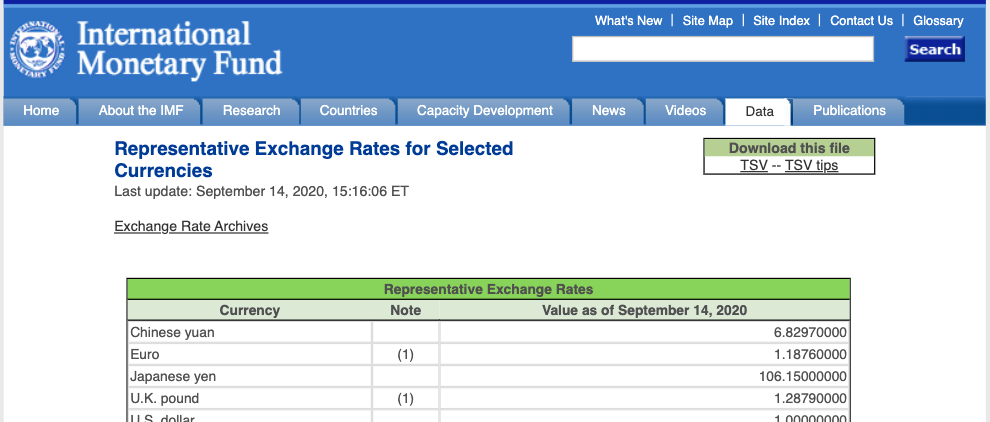 What's New | Site Map | Site Index | Contact Us | Glossary
INTERNATIONAL MONETARY FUND
International
Monetary Fund
Search
Home About the IMF Research Countries Capacity Development News Videos Data Publications
Representative Exchange Rates for Selected
Currencies
Last update: September 14, 2020, 15:16:06 ET
Download this file
TSV -- TSV tips
Exchange Rate Archives
Representative Exchange Rates
Currency Note Value as of September 14, 2020
Chinese yuan 6.82970000
Euro (1) 1.18760000
Japanese yen 106.15000000
U.K. pound (1) 1.28790000
U.S. dollar 1.00000000